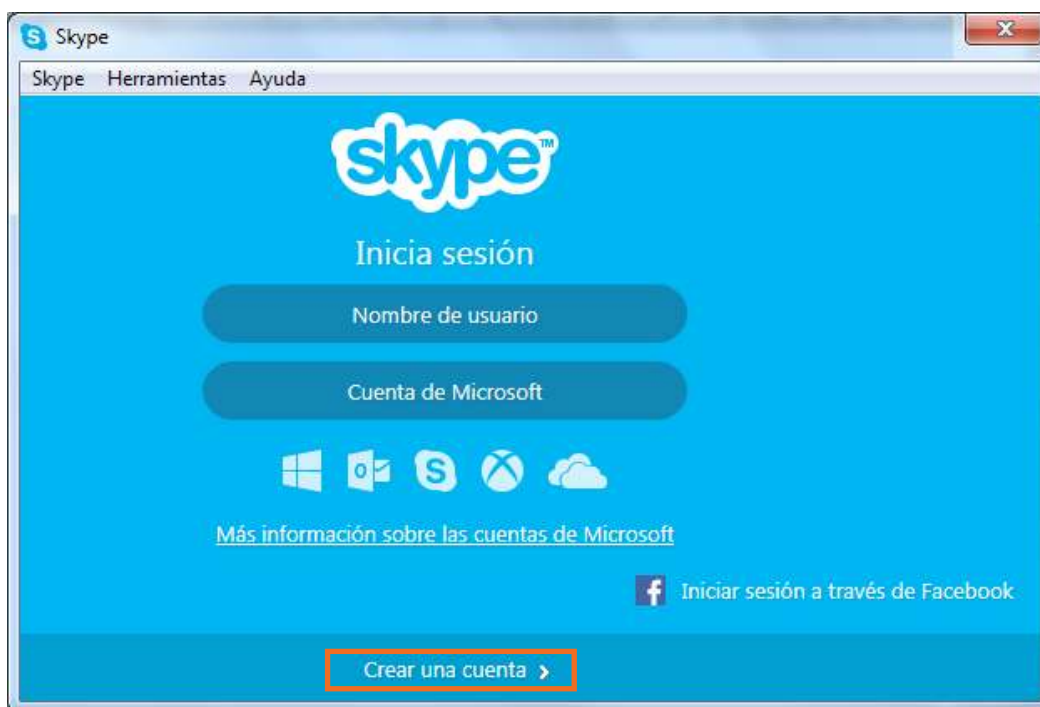 Skype
Skype Herramientas Ayuda
skype™
Inicia sesión
Nombre de usuario
Cuenta de Microsoft
Más información sobre las cuentas de Microsoft
Iniciar sesión a través de Facebook
Crear una cuenta